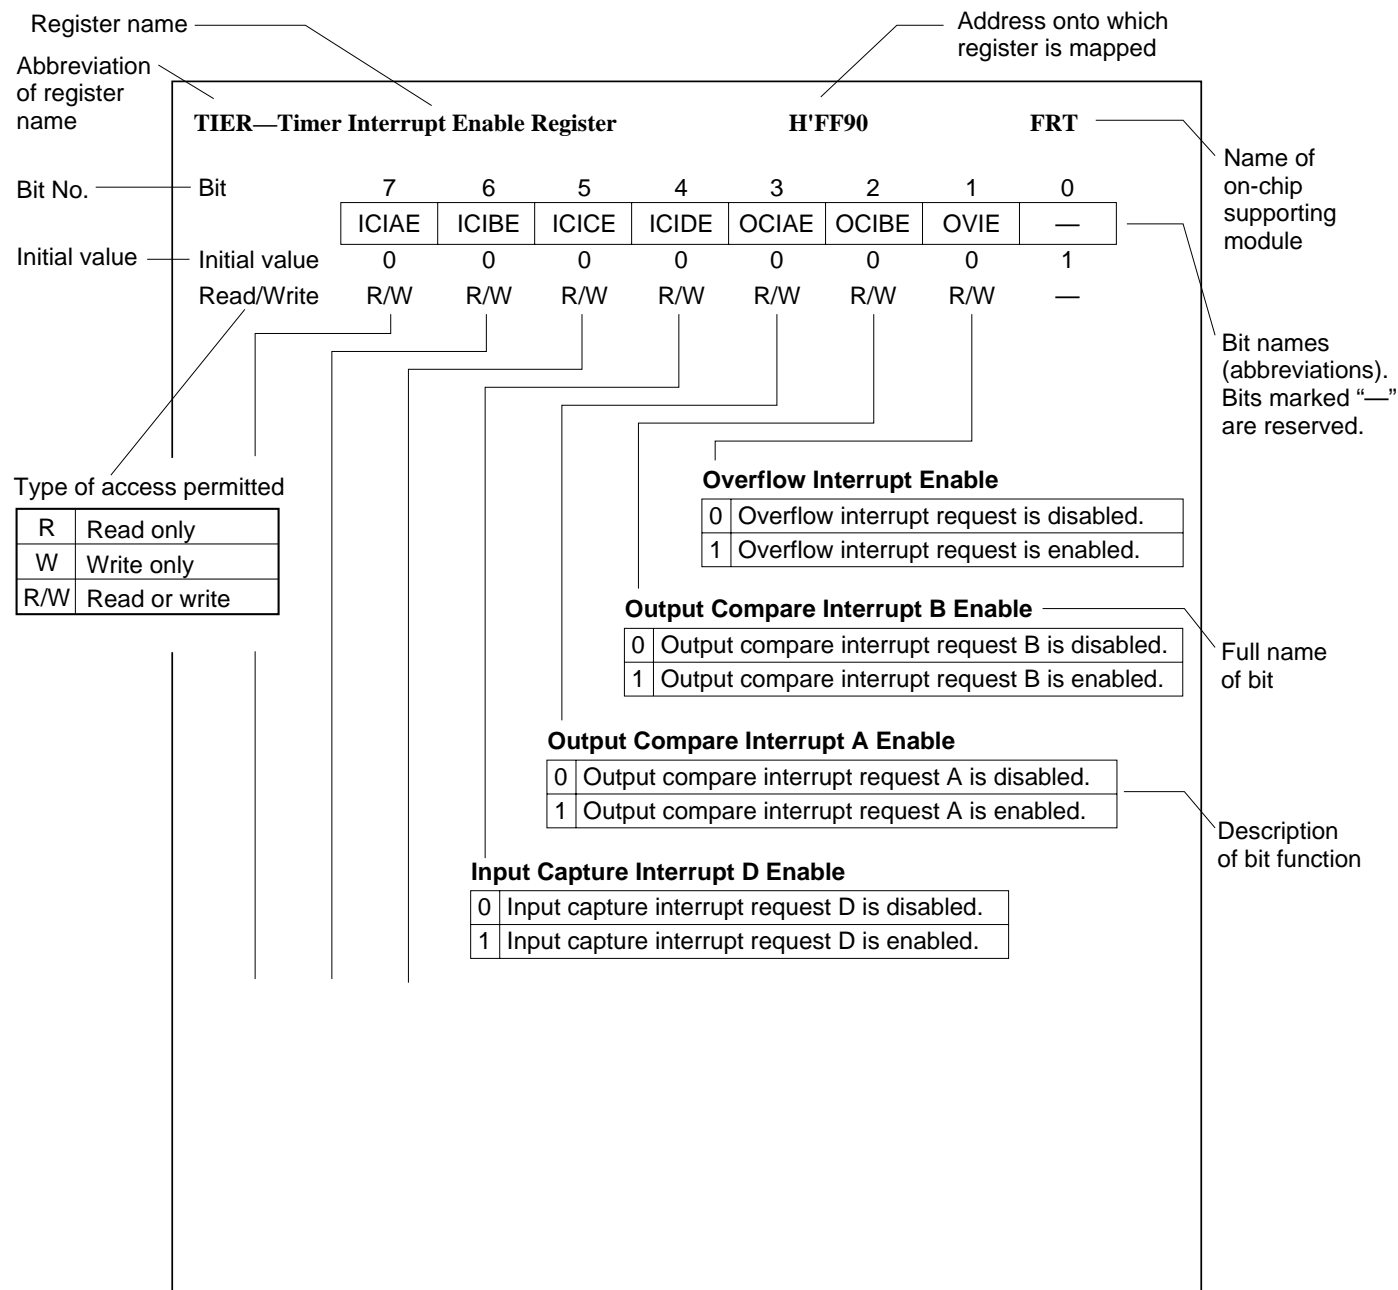 Register name
Address onto which
register is mapped
Abbreviation
of register
name
TIER—Timer Interrupt Enable Register H'FF90 FRT
Name of
on-chip
supporting
module
Bit No. Bit 7 6 5 4 3 2 1 0
ICIAE ICIBE ICICE ICIDE OCIAE OCIBE OVIE —
Initial value Initial value 0 0 0 0 0 0 0 1
Read/Write R/W R/W R/W R/W R/W R/W R/W —
Bit names
(abbreviations).
Bits marked “—”
are reserved.
Type of access permitted
R Read only
W Write only
R/W Read or write
Overflow Interrupt Enable
0 Overflow interrupt request is disabled.
1 Overflow interrupt request is enabled.
Output Compare Interrupt B Enable
0 Output compare interrupt request B is disabled.
1 Output compare interrupt request B is enabled.
Full name
of bit
Output Compare Interrupt A Enable
0 Output compare interrupt request A is disabled.
1 Output compare interrupt request A is enabled.
Description
of bit function
Input Capture Interrupt D Enable
0 Input capture interrupt request D is disabled.
1 Input capture interrupt request D is enabled.